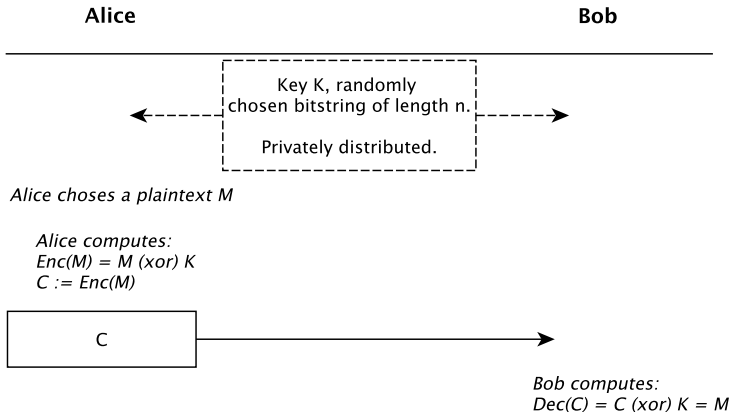 Alice
Bob
Key K, randomly
chosen bitstring of length n.
Privately distributed.
Alice choses a plaintext M
Alice computes:
Enc(M) = M (xor) K
C := Enc(M)
C
Bob computes:
Dec(C) = C (xor) K = M